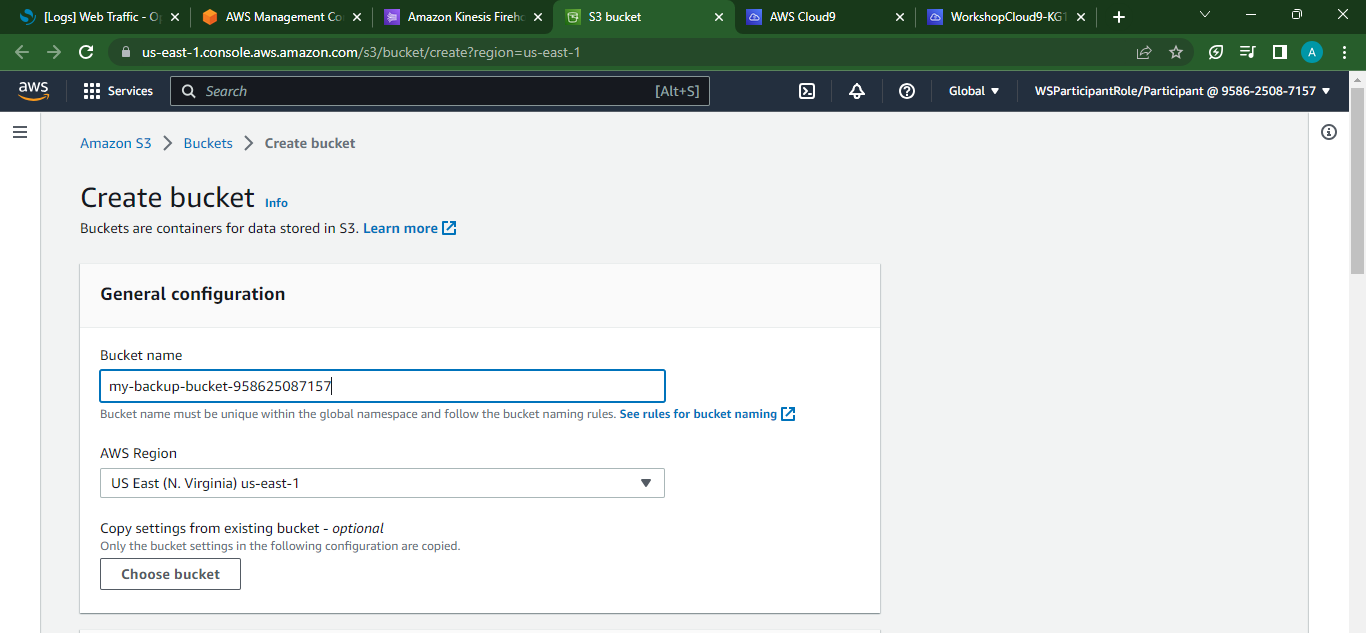 [Logs] Web Traffic - Op
AWS Management Co
Amazon Kinesis Fireho
S3 bucket
AWS Cloud9
WorkshopCloud9-KG1
us-east-1.console.aws.amazon.com/s3/bucket/create?region=us-east-1
A
aws
Services
Search
[Alt+S]
Global
WSParticipantRole/Participant @ 9586-2508-7157
Amazon S3 > Buckets > Create bucket
Create bucket Info
Buckets are containers for data stored in S3. Learn more
General configuration
Bucket name
my-backup-bucket-958625087157
Bucket name must be unique within the global namespace and follow the bucket naming rules. See rules for bucket naming
AWS Region
US East (N. Virginia) us-east-1
Copy settings from existing bucket - optional
Only the bucket settings in the following configuration are copied.
Choose bucket